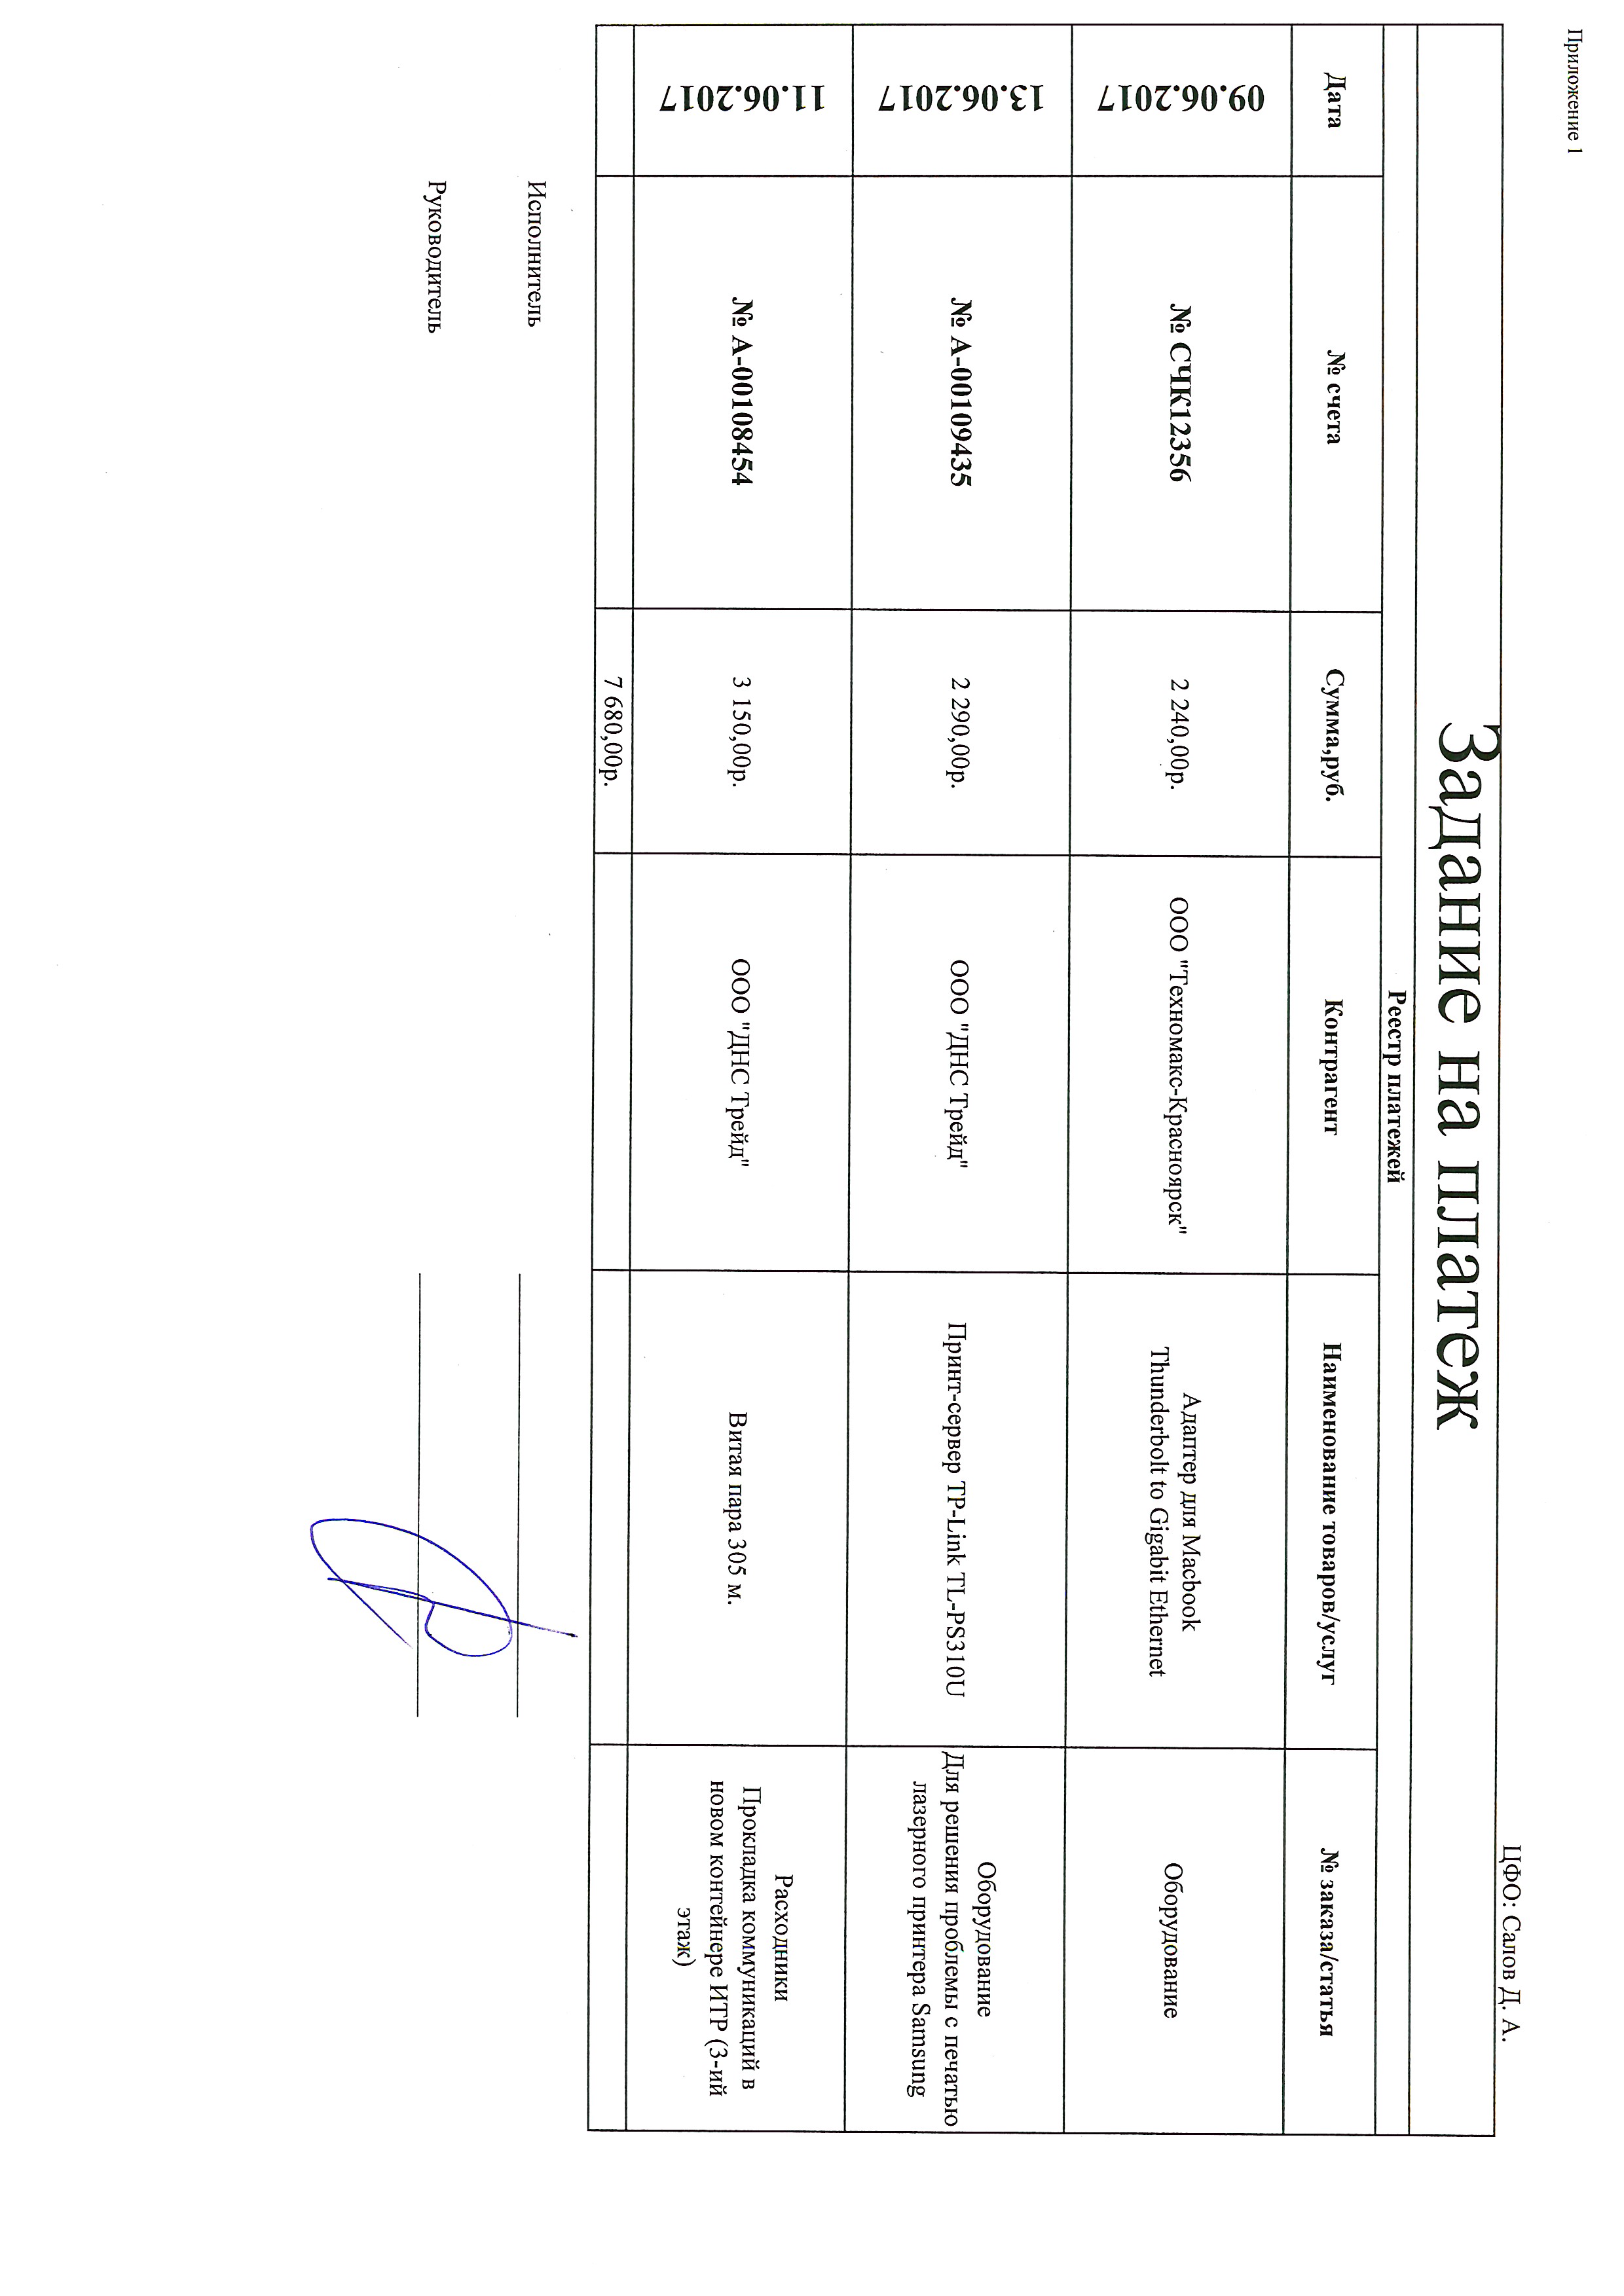 Приложение 1
ЦФО: Салов Д. А.
Задание на платеж
Реестр платежей
Дата № счета Сумма,руб. Контрагент Наименование товаров/услуг № заказа/статья
09.06.2017 № СЧК12356 2 240,00р. ООО "Техномакс-Красноярск" Адаптер для Macbook
Thunderbolt to Gigabit Ethernet Оборудование
13.06.2017 № А-00109435 2 290,00р. ООО "ДНС Трейд" Принт-сервер TP-Link TL-PS310U Оборудование
Для решения проблемы с печатью
лазерного принтера Samsung
11.06.2017 № А-00108454 3 150,00р. ООО "ДНС Трейд" Витая пара 305 м. Расходники
Прокладка коммуникаций в
новом контейнере ИТР (3-ий
этаж)
7 680,00р.
Исполнитель
Руководитель